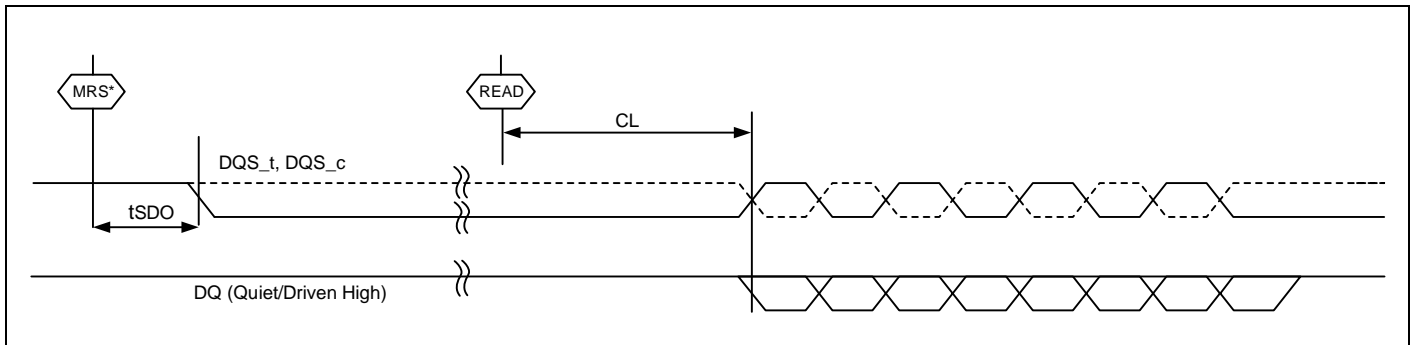 MRS*
READ
CL
DQS_t, DQS_c
tSDO
DQ (Quiet/Driven High)